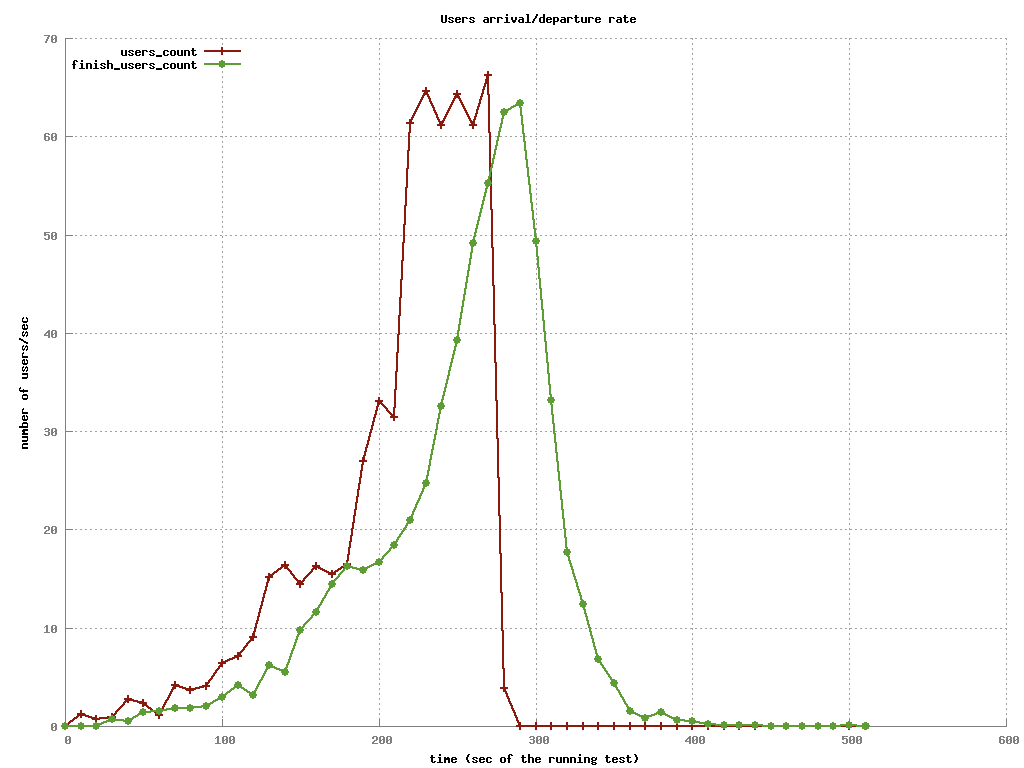 Users arrival/departure rate
70
users_count
finish_users_count
60
50
40
number of users/sec
30
20
10
0
0 100 200 300 400 500 600
time (sec of the running test)